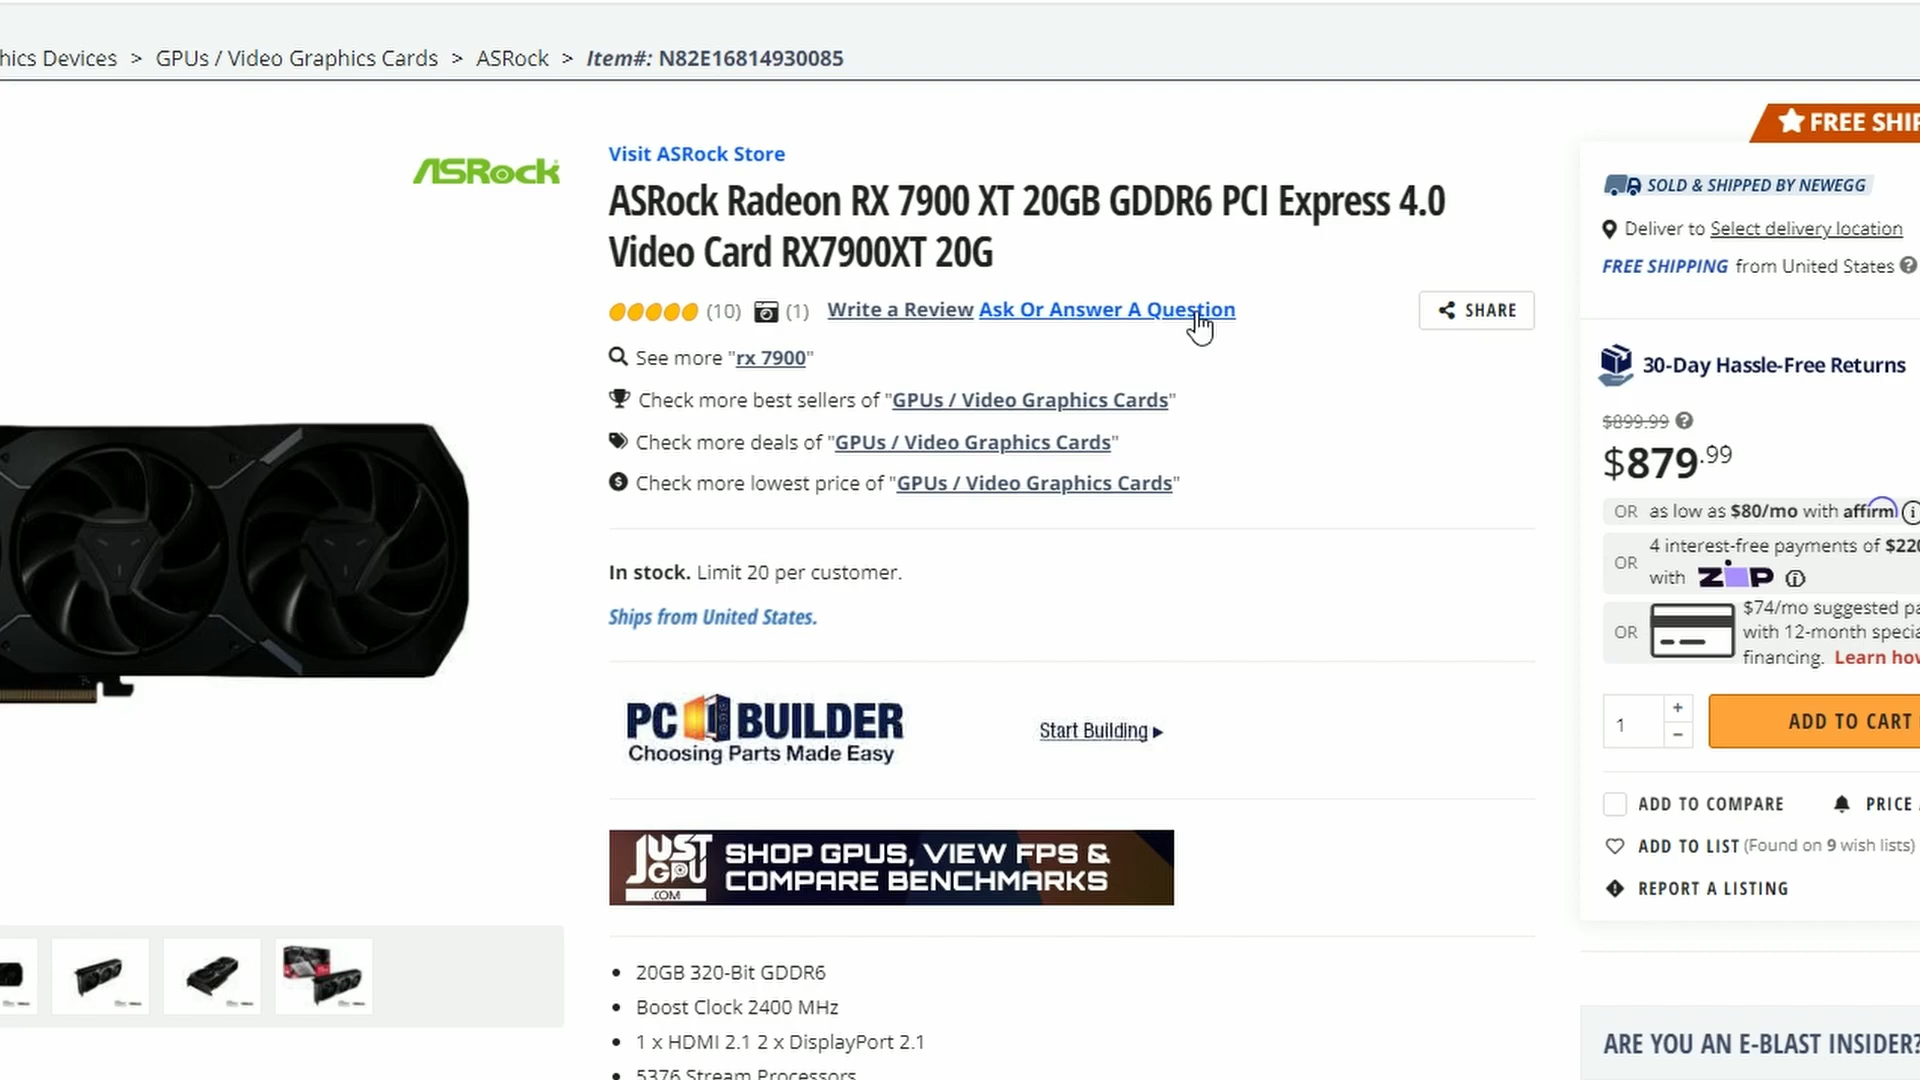 hics Devices > GPUs / Video Graphics Cards > ASRock > Item#: N82E16814930085
ASRock
Visit ASRock Store
ASRock Radeon RX 7900 XT 20GB GDDR6 PCI Express 4.0
Video Card RX7900XT 20G
(10) (1) Write a Review Ask Or Answer A Question
SHARE
See more "rx 7900"
Check more best sellers of "GPUs / Video Graphics Cards"
Check more deals of "GPUs / Video Graphics Cards"
Check more lowest price of "GPUs / Video Graphics Cards"
In stock. Limit 20 per customer.
Ships from United States.
PC BUILDER
Choosing Parts Made Easy
Start Building
JUST GPU .COM
SHOP GPUS, VIEW FPS &
COMPARE BENCHMARKS
20GB 320-Bit GDDR6
Boost Clock 2400 MHz
1 x HDMI 2.1 2 x DisplayPort 2.1
5376 Stream Processors
FREE SHIP
SOLD & SHIPPED BY NEWEGG
Deliver to Select delivery location
FREE SHIPPING from United States
30-Day Hassle-Free Returns
$899.99
$879.99
OR as low as $80/mo with affirm
OR 4 interest-free payments of $220
with ZIP
OR $74/mo suggested pa
with 12-month specia
financing. Learn how
1 + -
ADD TO CART
ADD TO COMPARE PRICE
ADD TO LIST (Found on 9 wish lists)
REPORT A LISTING
ARE YOU AN E-BLAST INSIDER?